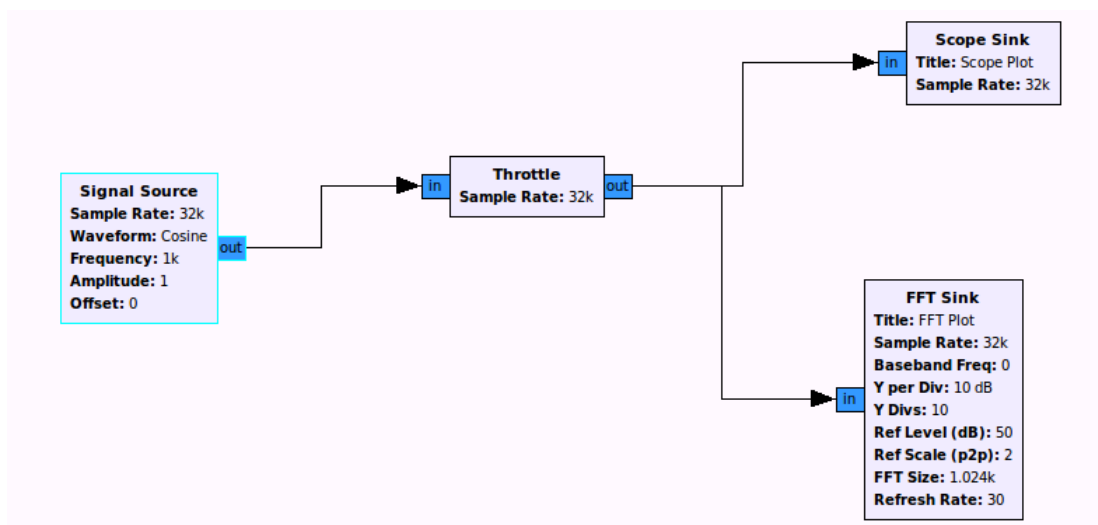 Signal Source
Sample Rate: 32k
Waveform: Cosine
Frequency: 1k
Amplitude: 1
Offset: 0
out
in
Throttle
Sample Rate: 32k
out
in
Scope Sink
Title: Scope Plot
Sample Rate: 32k
in
FFT Sink
Title: FFT Plot
Sample Rate: 32k
Baseband Freq: 0
Y per Div: 10 dB
Y Divs: 10
Ref Level (dB): 50
Ref Scale (p2p): 2
FFT Size: 1.024k
Refresh Rate: 30